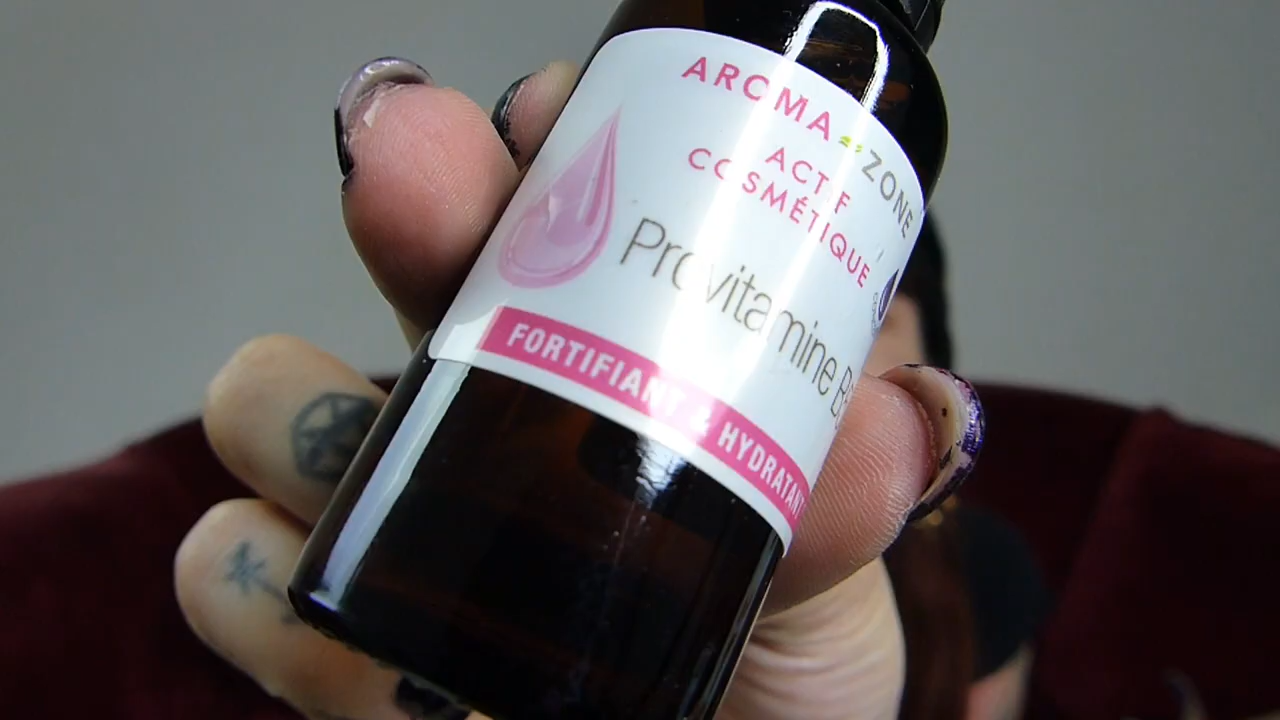 AROMA ZONE
ACTIF
COSMÉTIQUE
Provitamine
FORTIFIANT & HYDRATANT